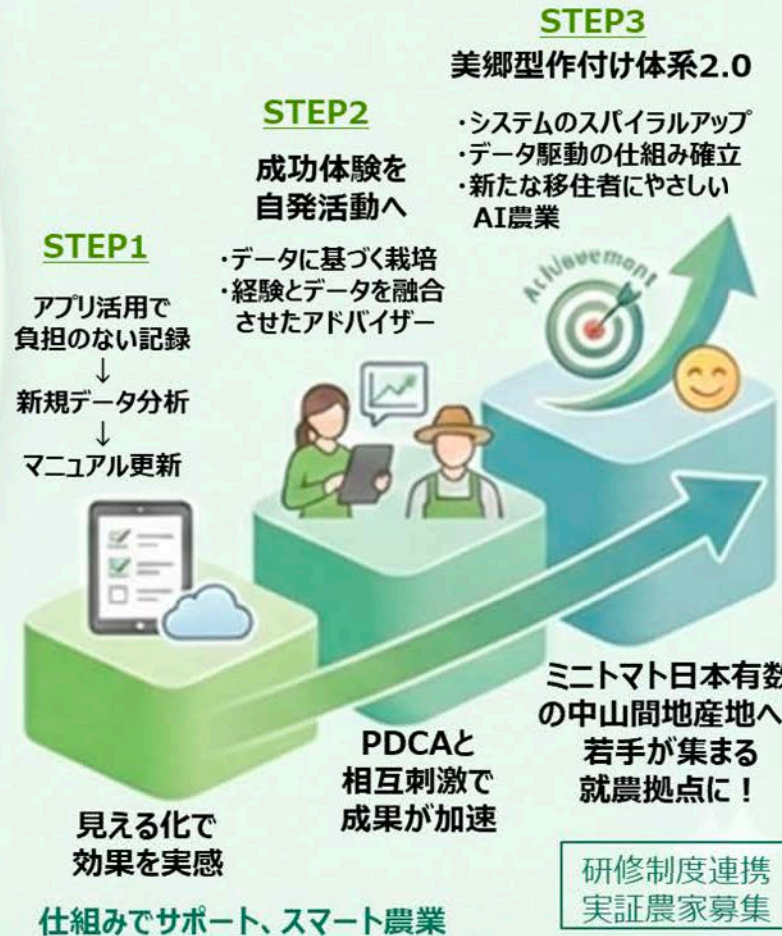 STEP1
アプリ活用で
負担のない記録
↓
新規データ分析
↓
マニュアル更新
見える化で
効果を実感
STEP2
成功体験を
自発活動へ
・データに基づく栽培
・経験とデータを融合
させたアドバイザー
PDCAと
相互刺激で
成果が加速
STEP3
美郷型作付け体系2.0
・システムのスパイラルアップ
・データ駆動の仕組み確立
・新たな移住者にやさしい
AI農業
Achievement
ミニトマト日本有数
の中山間地産地へ
若手が集まる
就農拠点に！
仕組みでサポート、スマート農業
研修制度連携
実証農家募集